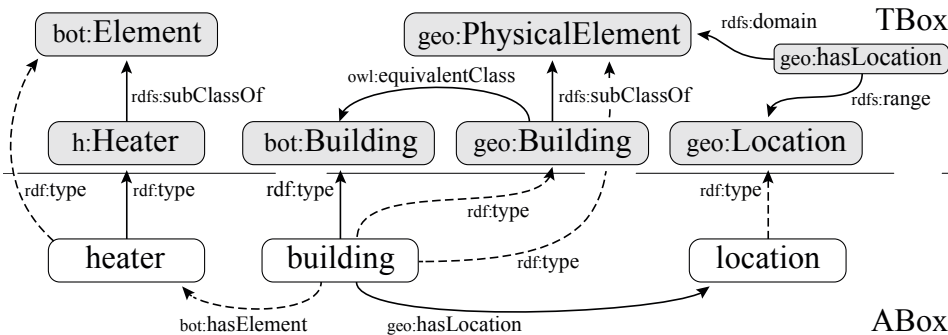 TBox
bot:Element
geo:PhysicalElement
rdfs:domain
geo:hasLocation
owl:equivalentClass
rdfs:subClassOf
rdfs:subClassOf
rdfs:range
h:Heater
bot:Building
geo:Building
geo:Location
rdf:type
rdf:type
rdf:type
rdf:type
rdf:type
heater
building
rdf:type
location
bot:hasElement
geo:hasLocation
ABox